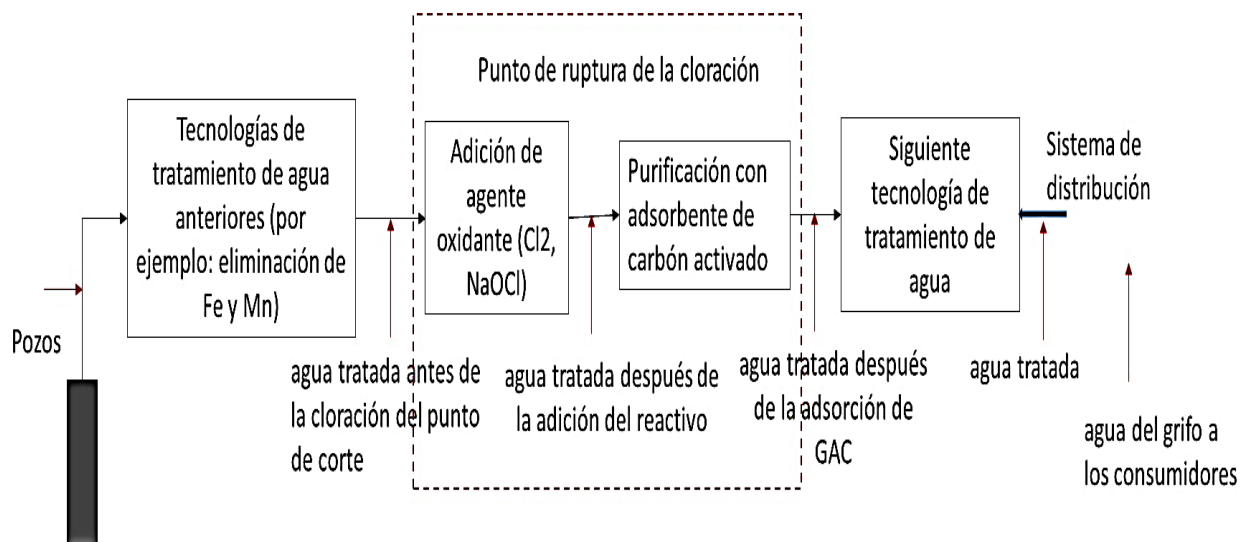 Punto de ruptura de la cloración
Tecnologías de
tratamiento de agua
anteriores (por
ejemplo: eliminación de
Fe y Mn)
Adición de
agente
oxidante (Cl2,
NaOCl)
Purificación con
adsorbente de
carbón activado
Siguiente
tecnología de
tratamiento de
agua
Sistema de
distribución
Pozos
agua tratada antes de
la cloración del punto
de corte
agua tratada después de
la adición del reactivo
agua tratada después
de la adsorción de
GAC
agua tratada
agua del grifo a
los consumidores